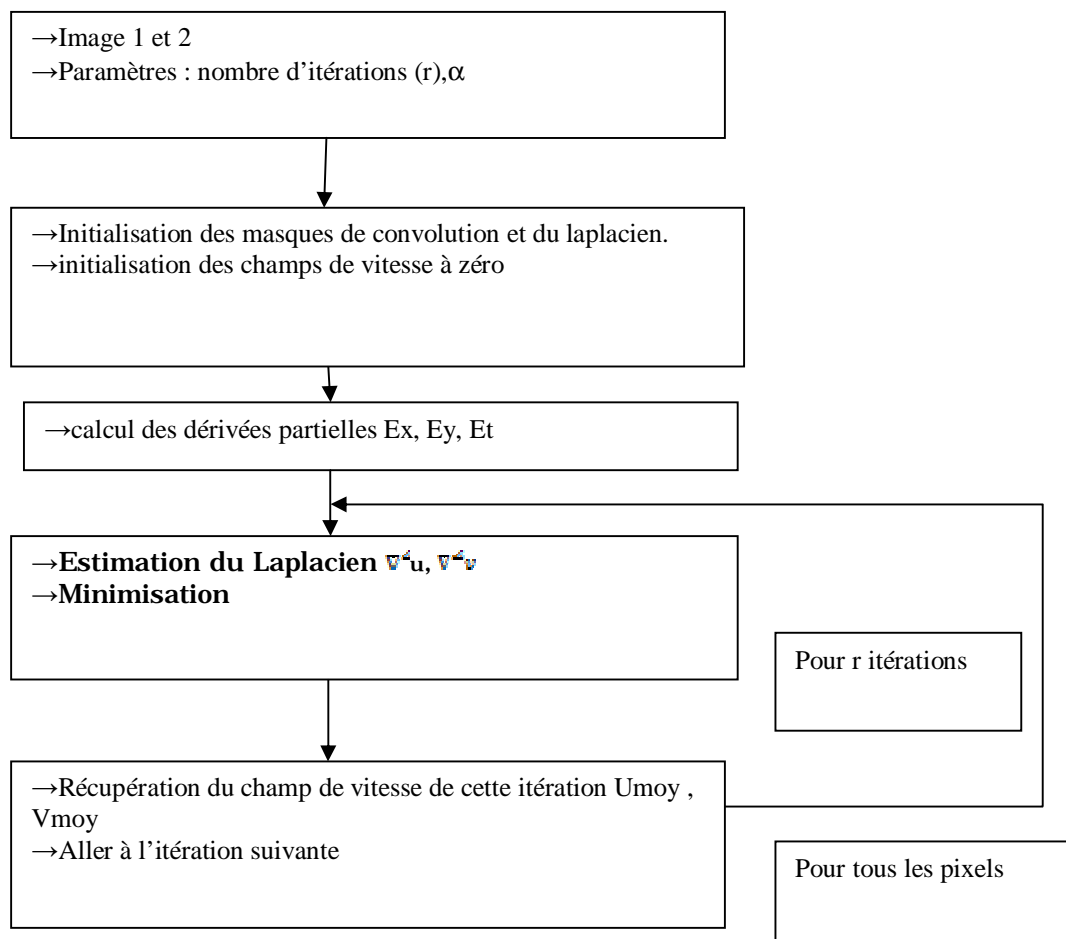 →Image 1 et 2
→Paramètres : nombre d’itérations (r),α
→Initialisation des masques de convolution et du laplacien.
→initialisation des champs de vitesse à zéro
→calcul des dérivées partielles Ex, Ey, Et
→Estimation du Laplacien u,
→Minimisation
Pour r itérations
→Récupération du champ de vitesse de cette itération Umoy ,
Vmoy
→Aller à l’itération suivante
Pour tous les pixels